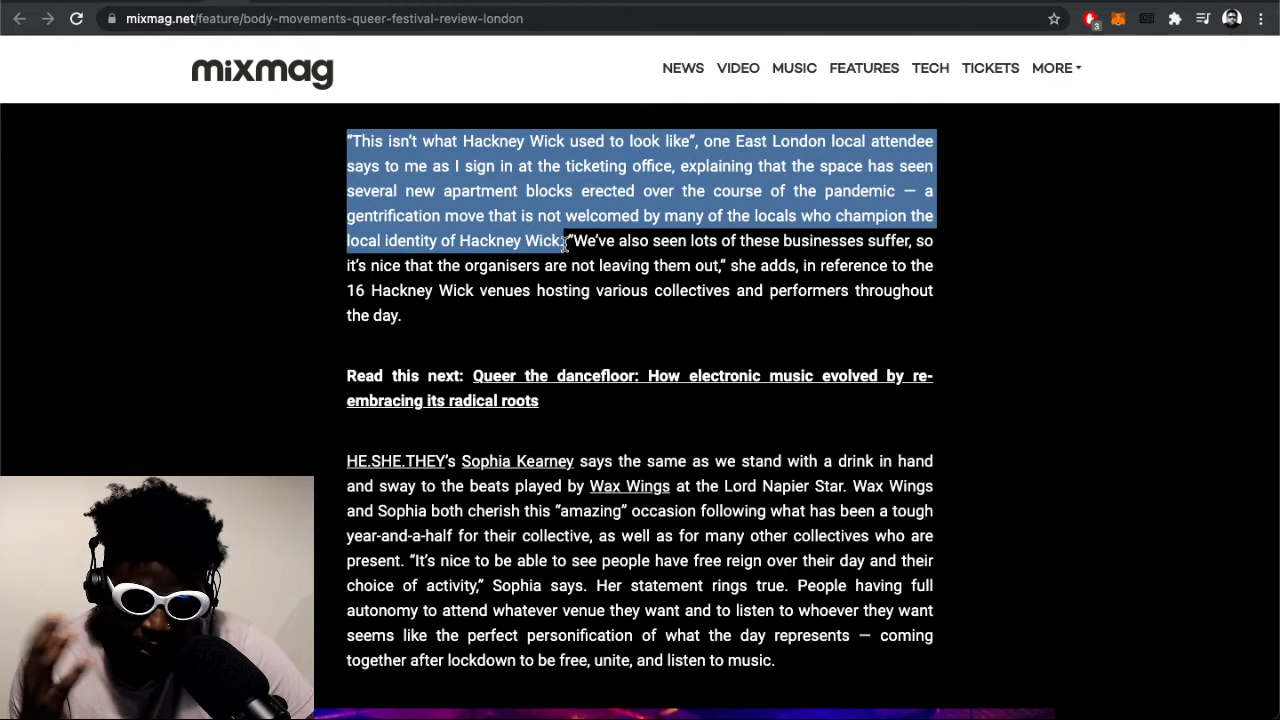 mixmag.net/feature/body-movements-queer-festival-review-london
3
mixmag
NEWS VIDEO MUSIC FEATURES TECH TICKETS MORE
“This isn’t what Hackney Wick used to look like”, one East London local attendee
says to me as I sign in at the ticketing office, explaining that the space has seen
several new apartment blocks erected over the course of the pandemic — a
gentrification move that is not welcomed by many of the locals who champion the
local identity of Hackney Wick. “We’ve also seen lots of these businesses suffer, so
it’s nice that the organisers are not leaving them out,” she adds, in reference to the
16 Hackney Wick venues hosting various collectives and performers throughout
the day.
Read this next: Queer the dancefloor: How electronic music evolved by re-
embracing its radical roots
HE.SHE.THEY’s Sophia Kearney says the same as we stand with a drink in hand
and sway to the beats played by Wax Wings at the Lord Napier Star. Wax Wings
and Sophia both cherish this “amazing” occasion following what has been a tough
year-and-a-half for their collective, as well as for many other collectives who are
present. “It’s nice to be able to see people have free reign over their day and their
choice of activity,” Sophia says. Her statement rings true. People having full
autonomy to attend whatever venue they want and to listen to whoever they want
seems like the perfect personification of what the day represents — coming
together after lockdown to be free, unite, and listen to music.